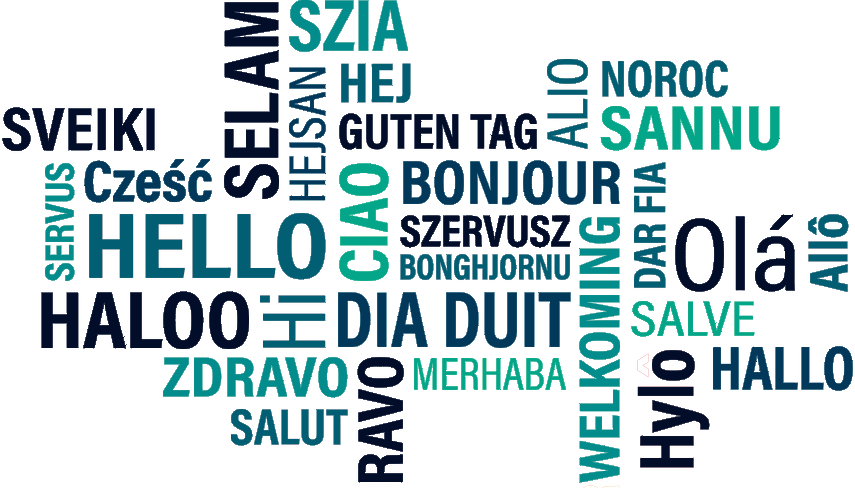 SELAM
SZIA
HEJSAN
HEJ
ALIO
NOROC
SVEIKI
GUTEN TAG
SANNU
SERVUS
Cześć
CIAO
BONJOUR
DAR FIA
HELLO
SZERVUSZ
WELKOMING
Olá
Allô
BONGHJORNU
HALOO
Hi
DIA DUIT
SALVE
ZDRAVO
RAVO
MERHABA
Hylo
HALLO
SALUT